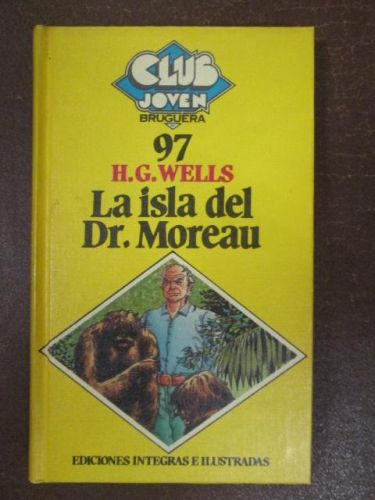 CLUB
JOVEN
BRUGUERA
97
H.G. WELLS
La isla del
Dr. Moreau
EDICIONES INTEGRAS E ILUSTRADAS